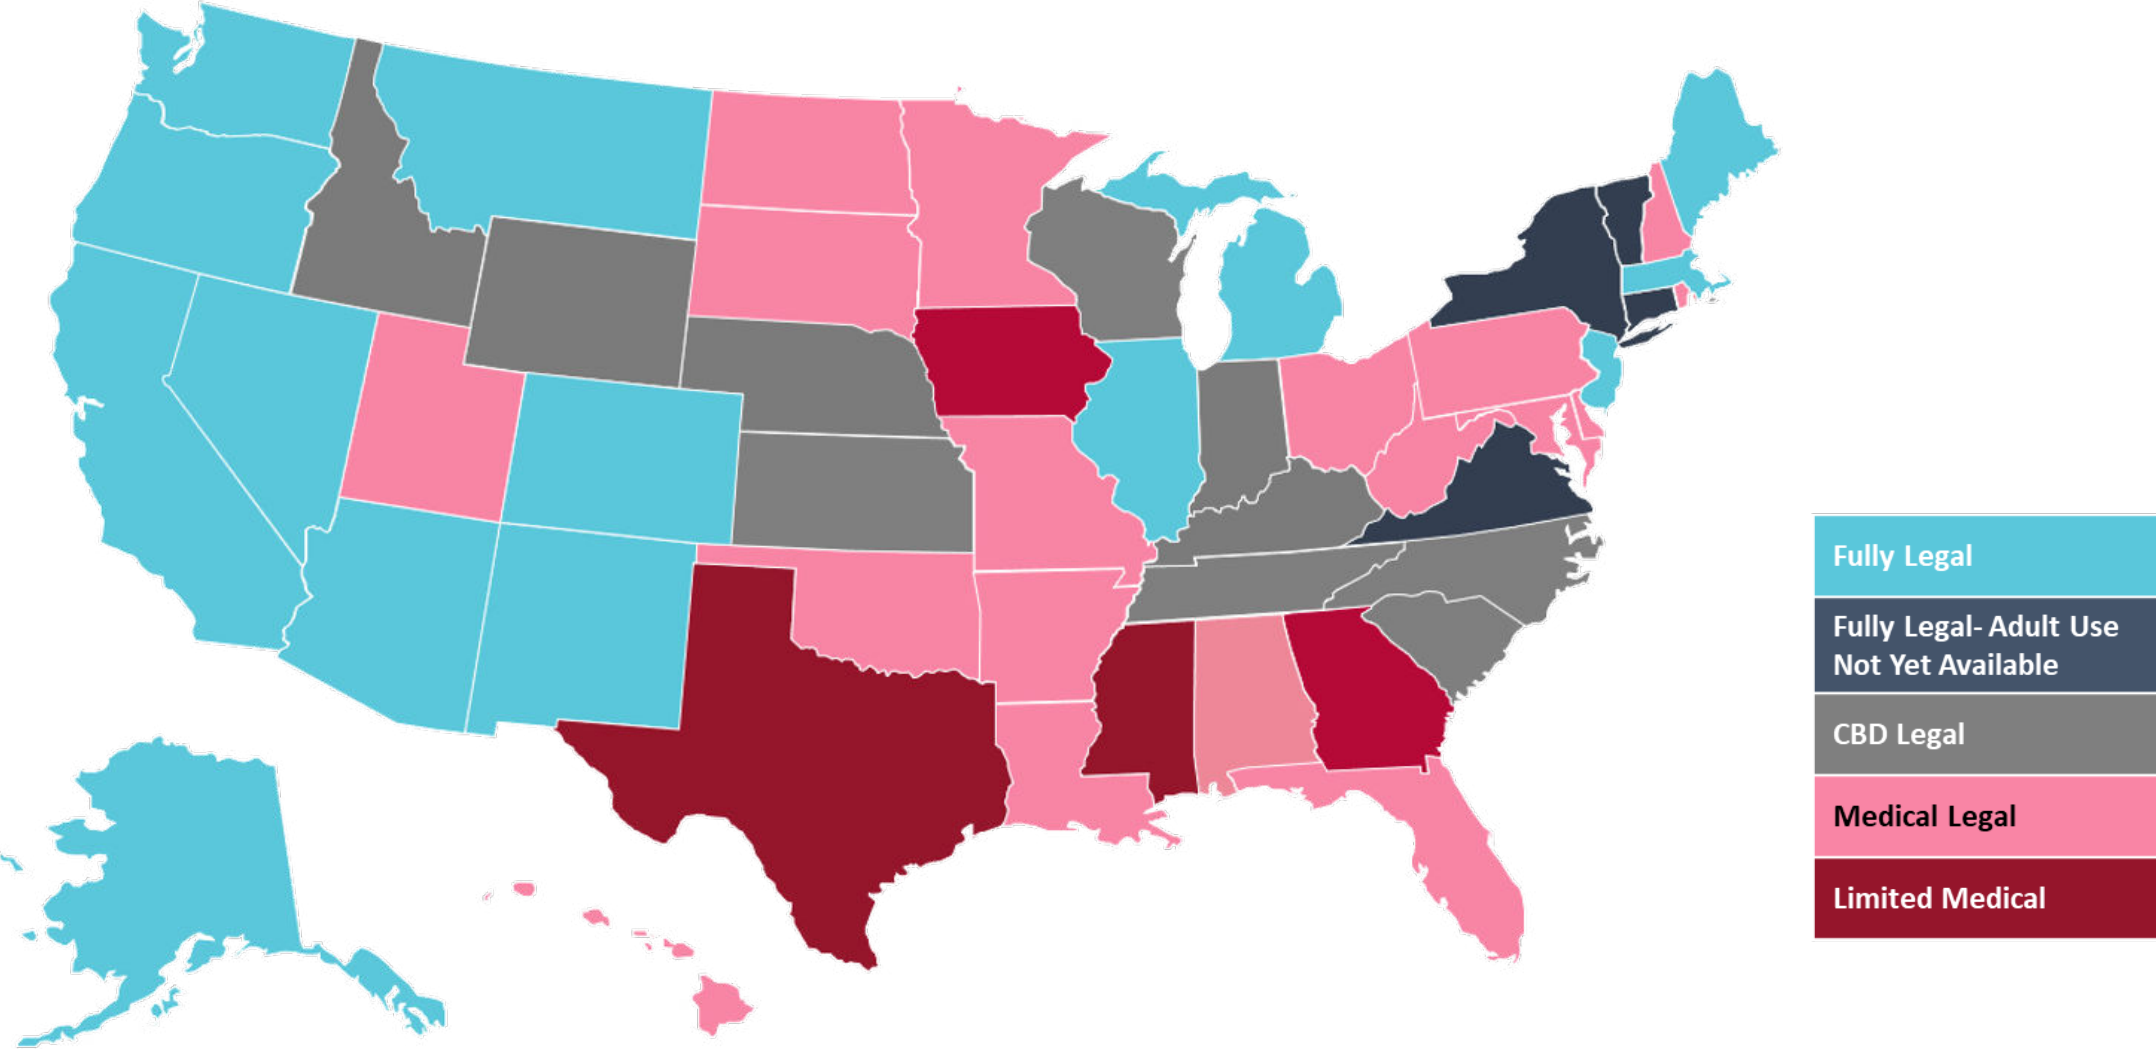 Fully Legal
Fully Legal- Adult Use
Not Yet Available
CBD Legal
Medical Legal
Limited Medical